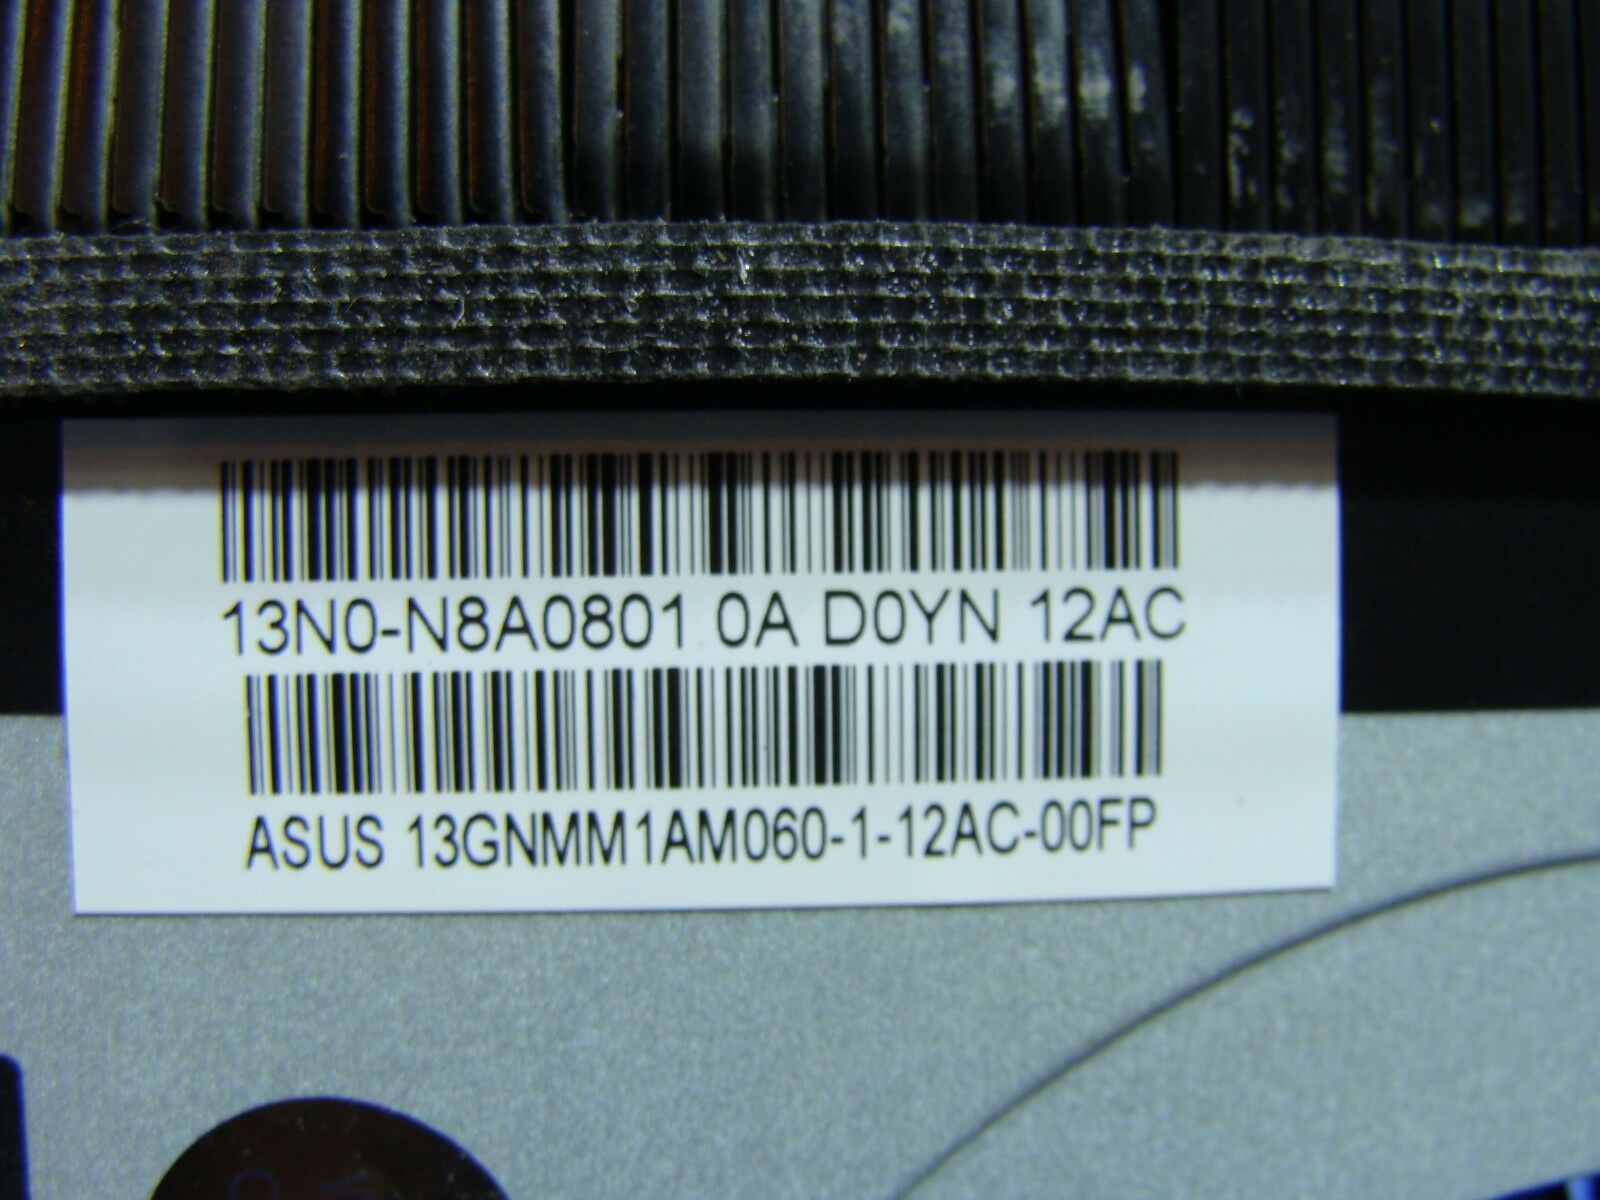 13N0-N8A0801 0A D0YN 12AC
ASUS 13GNMM1AM060-1-12AC-00FP